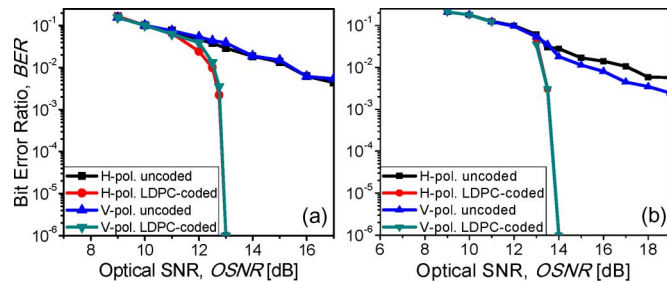 Bit Error Ratio, BER
10⁻¹
10⁻²
10⁻³
10⁻⁴
10⁻⁵
10⁻⁶
H-pol. uncoded
H-pol. LDPC-coded
V-pol. uncoded
V-pol. LDPC-coded
(a)
8 10 12 14 16
Optical SNR, OSNR [dB]
10⁻¹
10⁻²
10⁻³
10⁻⁴
10⁻⁵
10⁻⁶
H-pol. uncoded
H-pol. LDPC-coded
V-pol. uncoded
V-pol. LDPC-coded
(b)
6 8 10 12 14 16 18
Optical SNR, OSNR [dB]